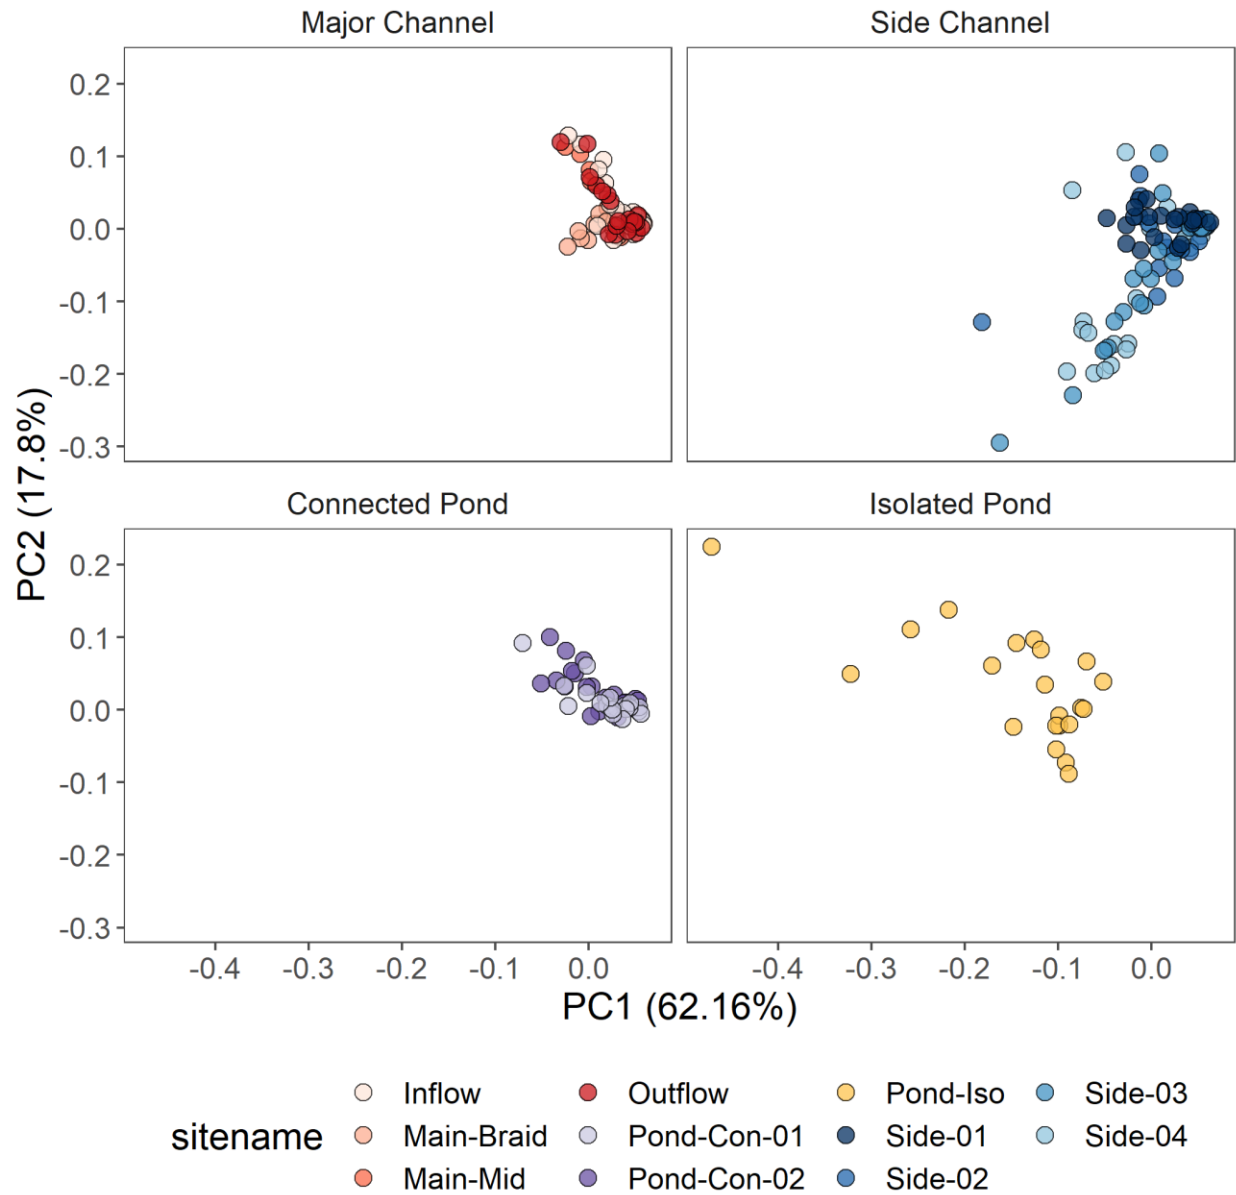 Major Channel
Side Channel
0.2
0.1
0.0
-0.1
-0.2
-0.3
Connected Pond
Isolated Pond
0.2
0.1
0.0
-0.1
-0.2
-0.3
PC2 (17.8%)
-0.4 -0.3 -0.2 -0.1 0.0
-0.4 -0.3 -0.2 -0.1 0.0
PC1 (62.16%)
sitename
Inflow Outflow Pond-Iso Side-03
Main-Braid Pond-Con-01 Side-01 Side-04
Main-Mid Pond-Con-02 Side-02